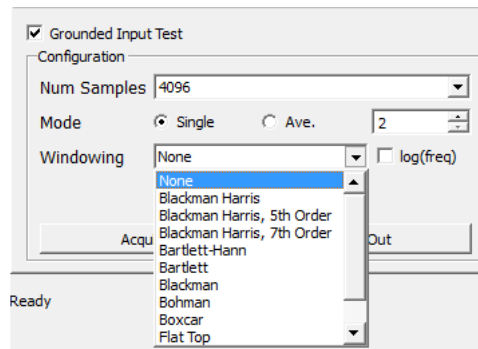 Grounded Input Test
Configuration
Num Samples 4096
Mode Single Ave. 2
Windowing None log(freq)
None
Blackman Harris
Blackman Harris, 5th Order
Blackman Harris, 7th Order
Bartlett-Hann
Acqu Out
Bartlett
Blackman
Bohman
Ready
Boxcar
Flat Top